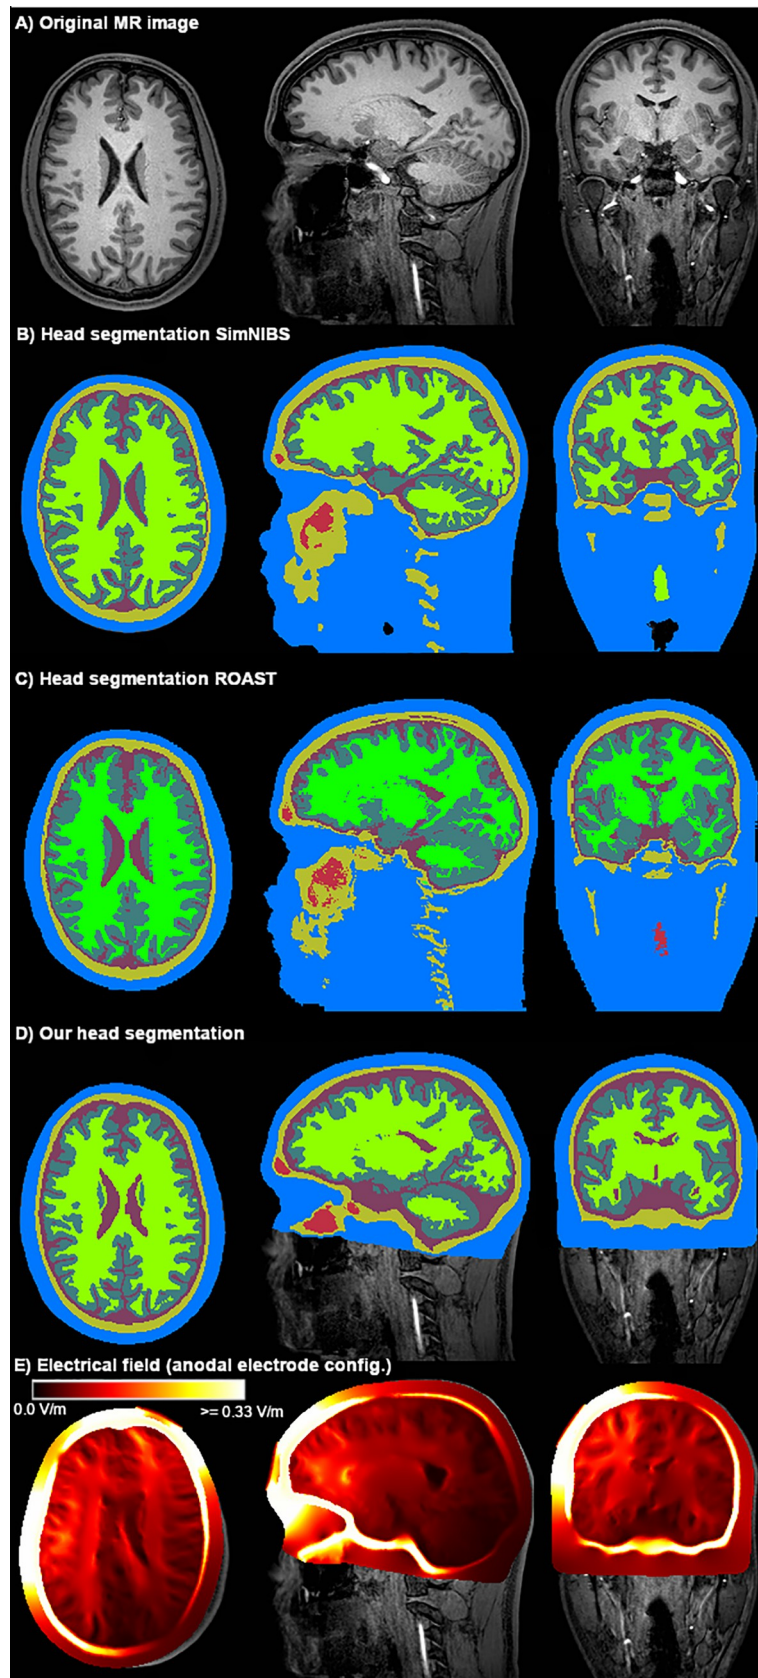 A) Original MR image
B) Head segmentation SimNIBS
C) Head segmentation ROAST
D) Our head segmentation
E) Electrical field (anodal electrode config.)
0.0 V/m >= 0.33 V/m